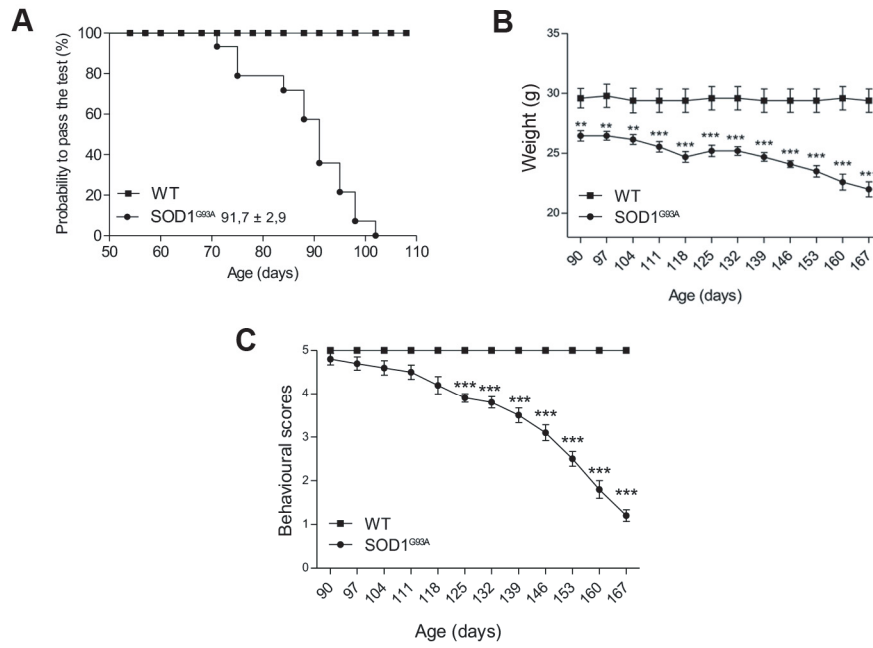 A
Probability to pass the test (%)
100
80
60
40
20
0
WT
SOD1G93A 91,7 ± 2,9
50 60 70 80 90 100 110
Age (days)
B
Weight (g)
35
30
25
20
** ** ** *** *** *** *** *** *** *** *** ***
WT
SOD1G93A
90 97 104 111 118 125 132 139 146 153 160 167
Age (days)
C
Behavioural scores
5
4
3
2
1
0
*** *** *** *** *** *** ***
WT
SOD1G93A
90 97 104 111 118 125 132 139 146 153 160 167
Age (days)